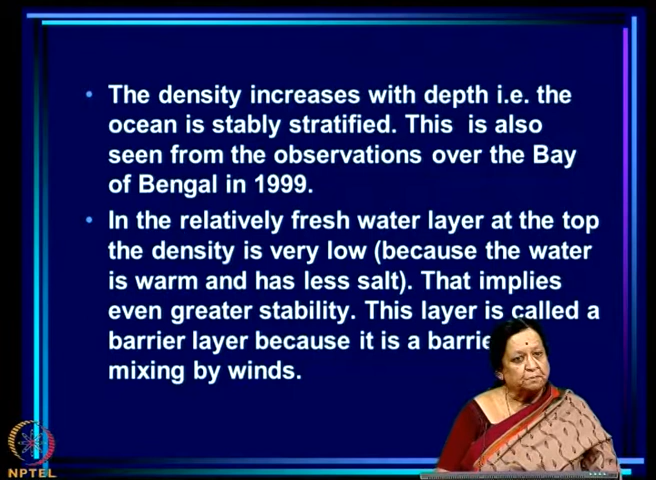 • The density increases with depth i.e. the
ocean is stably stratified. This is also
seen from the observations over the Bay
of Bengal in 1999.
• In the relatively fresh water layer at the top
the density is very low (because the water
is warm and has less salt). That implies
even greater stability. This layer is called a
barrier layer because it is a barrie
mixing by winds.
NPTEL